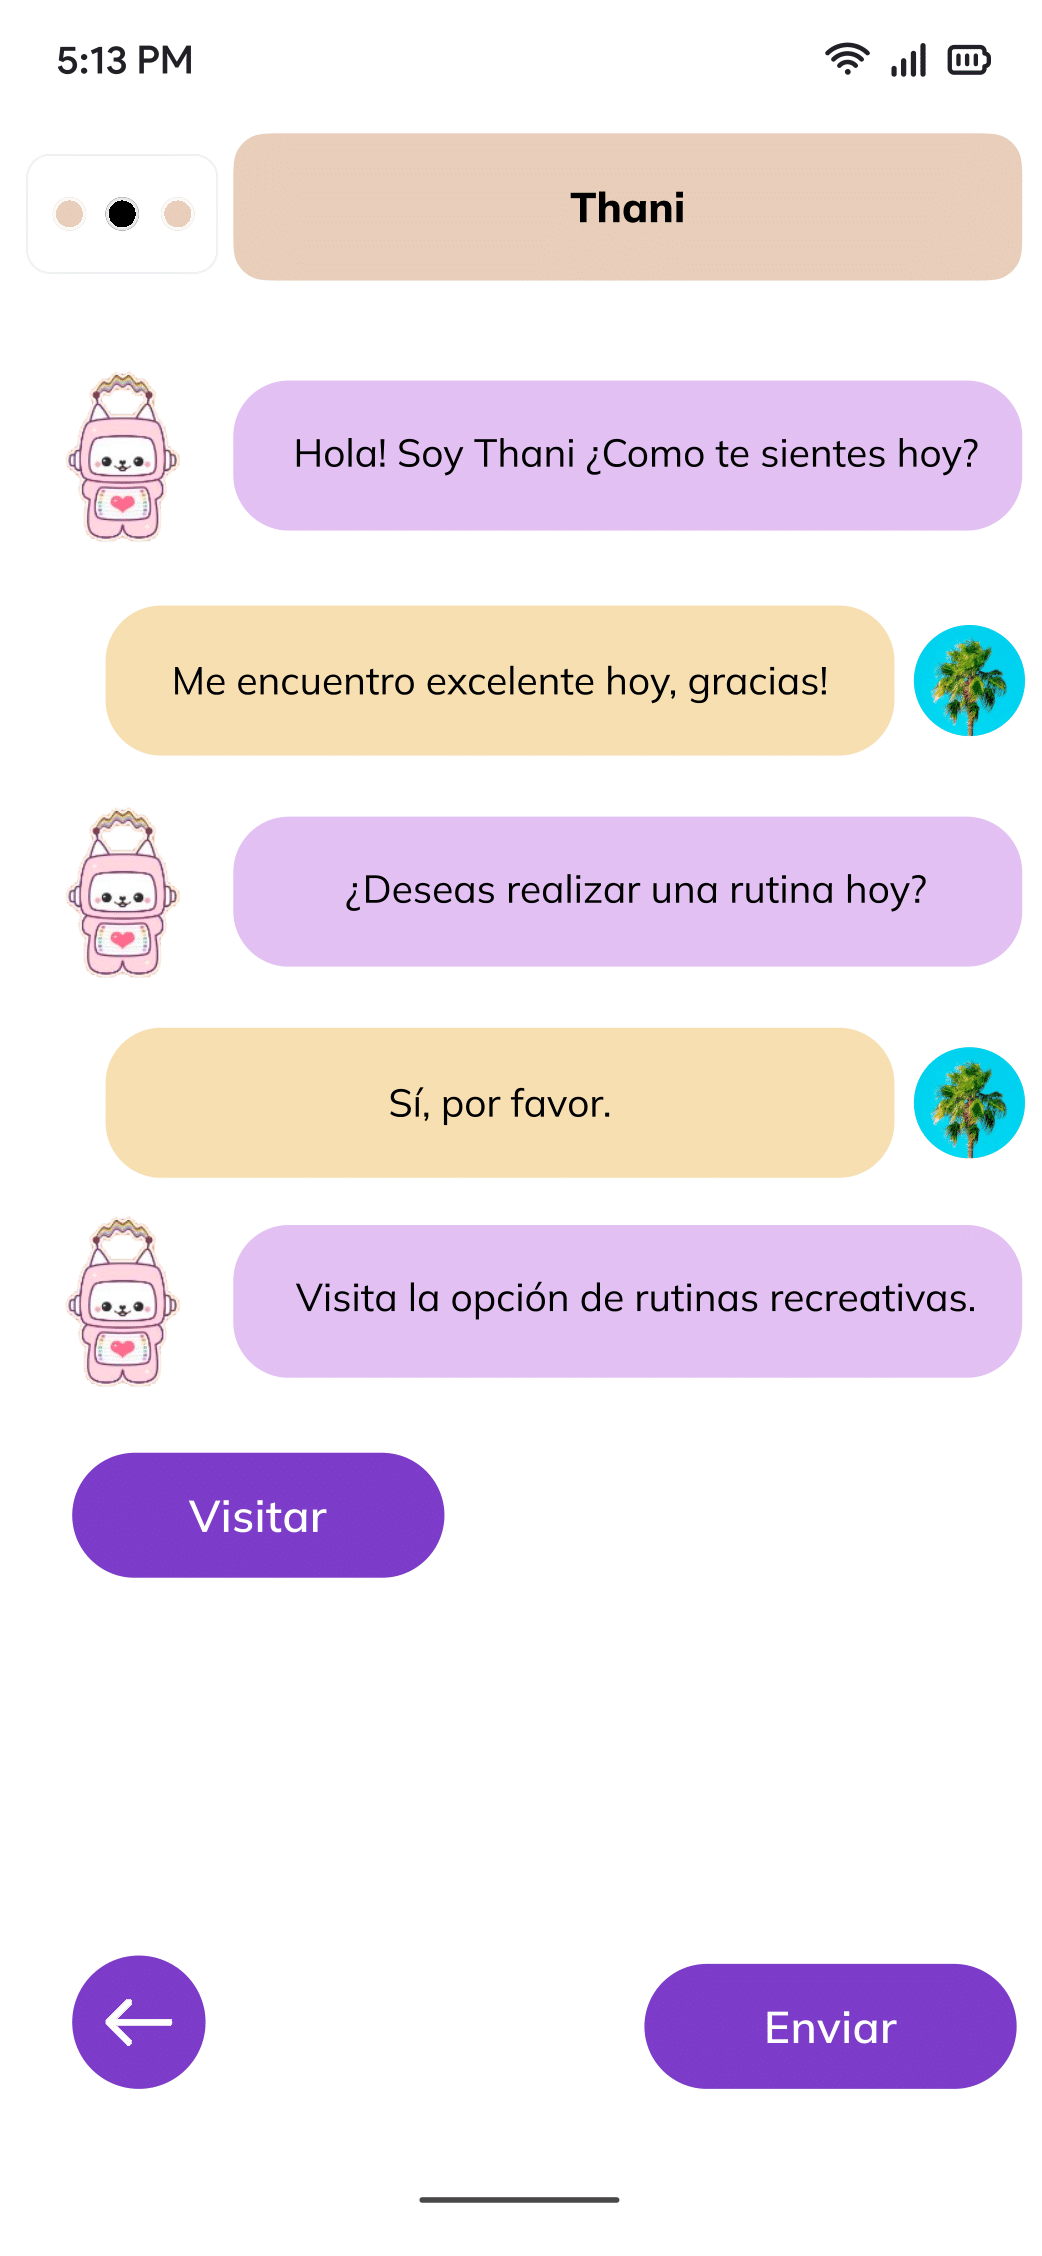 5:13 PM
Thani
Hola! Soy Thani ¿Como te sientes hoy?
Me encuentro excelente hoy, gracias!
¿Deseas realizar una rutina hoy?
Sí, por favor.
Visita la opción de rutinas recreativas.
Visitar
Enviar